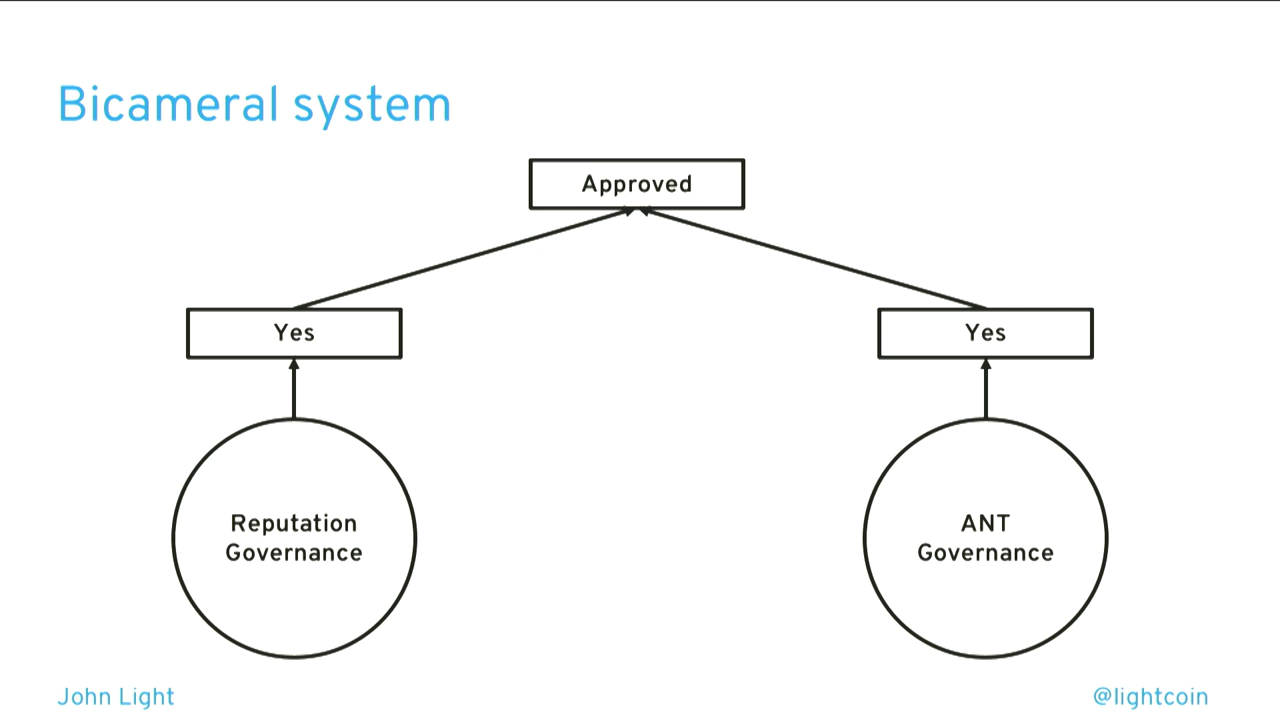 Bicameral system
Approved
Yes
Yes
Reputation
Governance
ANT
Governance
John Light
@lightcoin